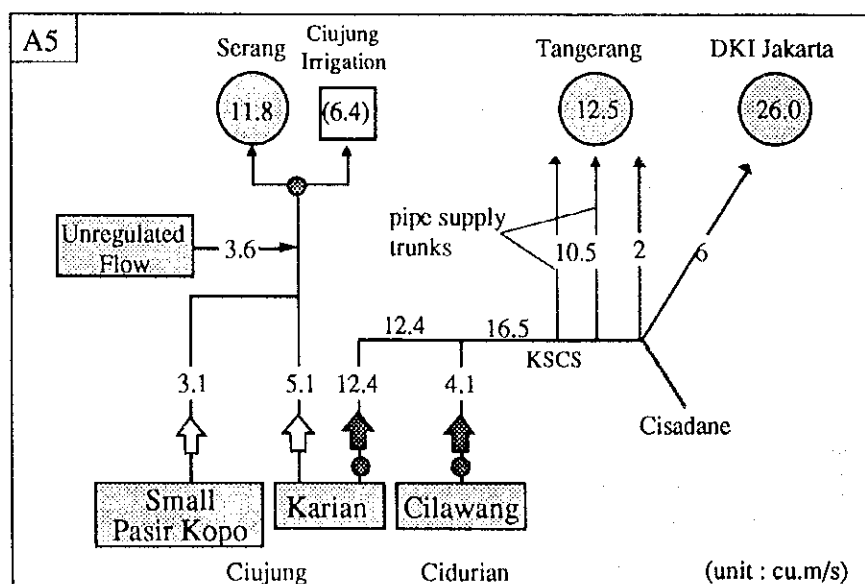 A5
Serang
Ciujung
Irrigation
Tangerang
DKI Jakarta
11.8
(6.4)
12.5
26.0
Unregulated
Flow
3.6
pipe supply
trunks
10.5
2
6
12.4
16.5
KSCS
3.1
5.1
12.4
4.1
Cisadane
Small
Pasir Kopo
Karian
Cilawang
Ciujung
Cidurian
(unit : cu.m/s)